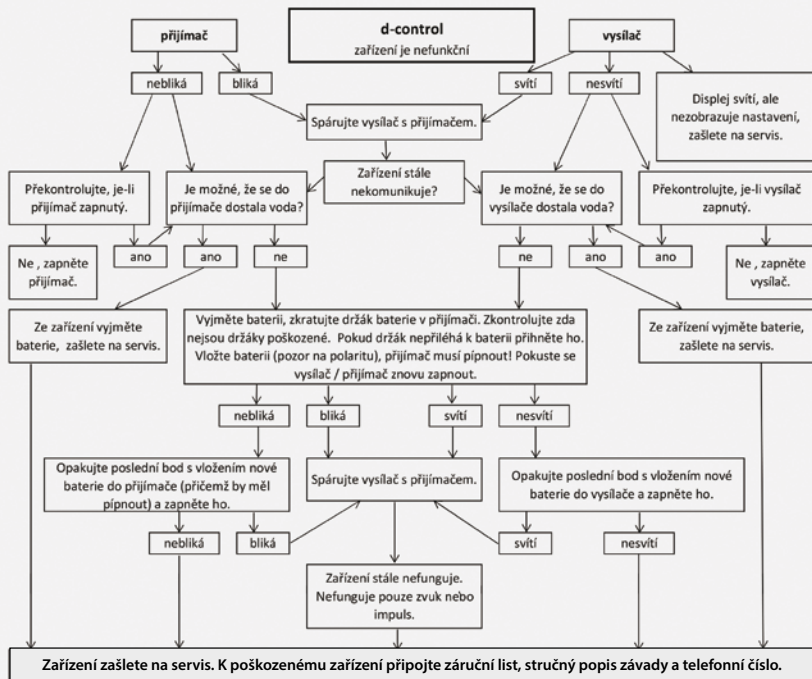 d-control
zařízení je nefunkční
přijímač
vysílač
nebliká
bliká
svítí
nesvítí
Displej svítí, ale
nezobrazuje nastavení,
zašlete na servis.
Spárujte vysílač s přijímačem.
Zařízení stále
nekomunikuje?
Překontrolujte, je-li
přijímač zapnutý.
Je možné, že se do
přijímače dostala voda?
Je možné, že se do
vysílače dostala voda?
Překontrolujte, je-li vysílač
zapnutý.
Ne , zapněte
přijímač.
ano
ano
ne
ne
ano
ano
Ne, zapněte
vysílač.
Ze zařízení vyjměte
baterie, zašlete na servis.
Vyjměte baterii, zkratujte držák baterie v přijímači. Zkontrolujte zda
nejsou držáky poškozené. Pokud držák nepřiléhá k baterii přihněte ho.
Vložte baterii (pozor na polaritu), přijímač musí pípnout! Pokuste se
vysílač / přijímač znovu zapnout.
Ze zařízení vyjměte baterie,
zašlete na servis.
nebliká
bliká
svítí
nesvítí
Opakujte poslední bod s vložením nové
baterie do přijímače (přičemž by měl
pípnout) a zapněte ho.
Spárujte vysílač s přijímačem.
Opakujte poslední bod s vložením nové
baterie do vysílače a zapněte ho.
nebliká
bliká
svítí
nesvítí
Zařízení stále nefunguje.
Nefunguje pouze zvuk nebo
impuls.
Zařízení zašlete na servis. K poškozenému zařízení připojte záruční list, stručný popis závady a telefonní číslo.